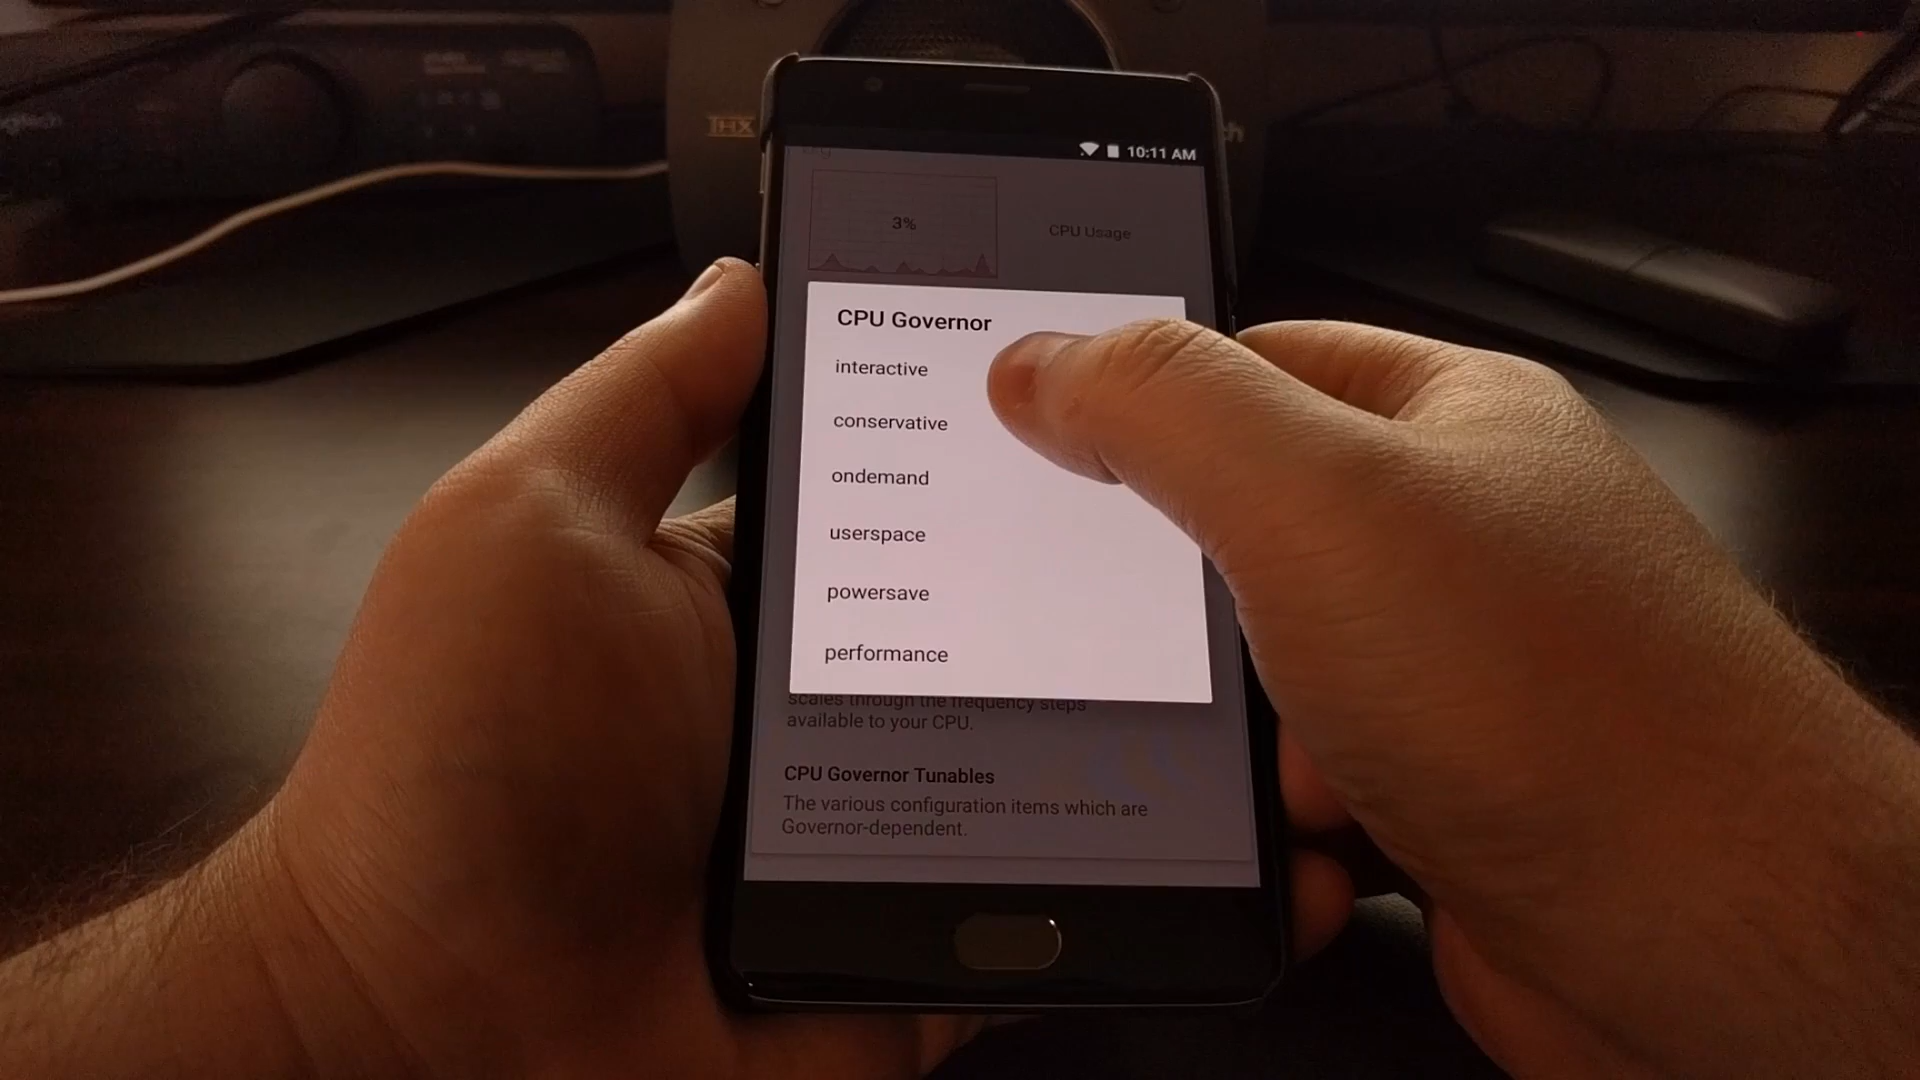 THX
10:11 AM
3%
CPU Usage
CPU Governor
interactive
conservative
ondemand
userspace
powersave
performance
scales through the frequency steps
available to your CPU.
CPU Governor Tunables
The various configuration items which are
Governor-dependent.